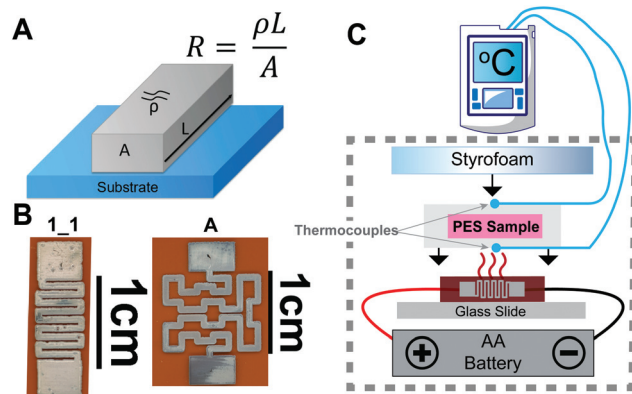 A
R = ρL / A
ρ
L
A
Substrate
B
1_1
1cm
A
1cm
C
°C
Styrofoam
Thermocouples
PES Sample
Glass Slide
AA
Battery
+
−